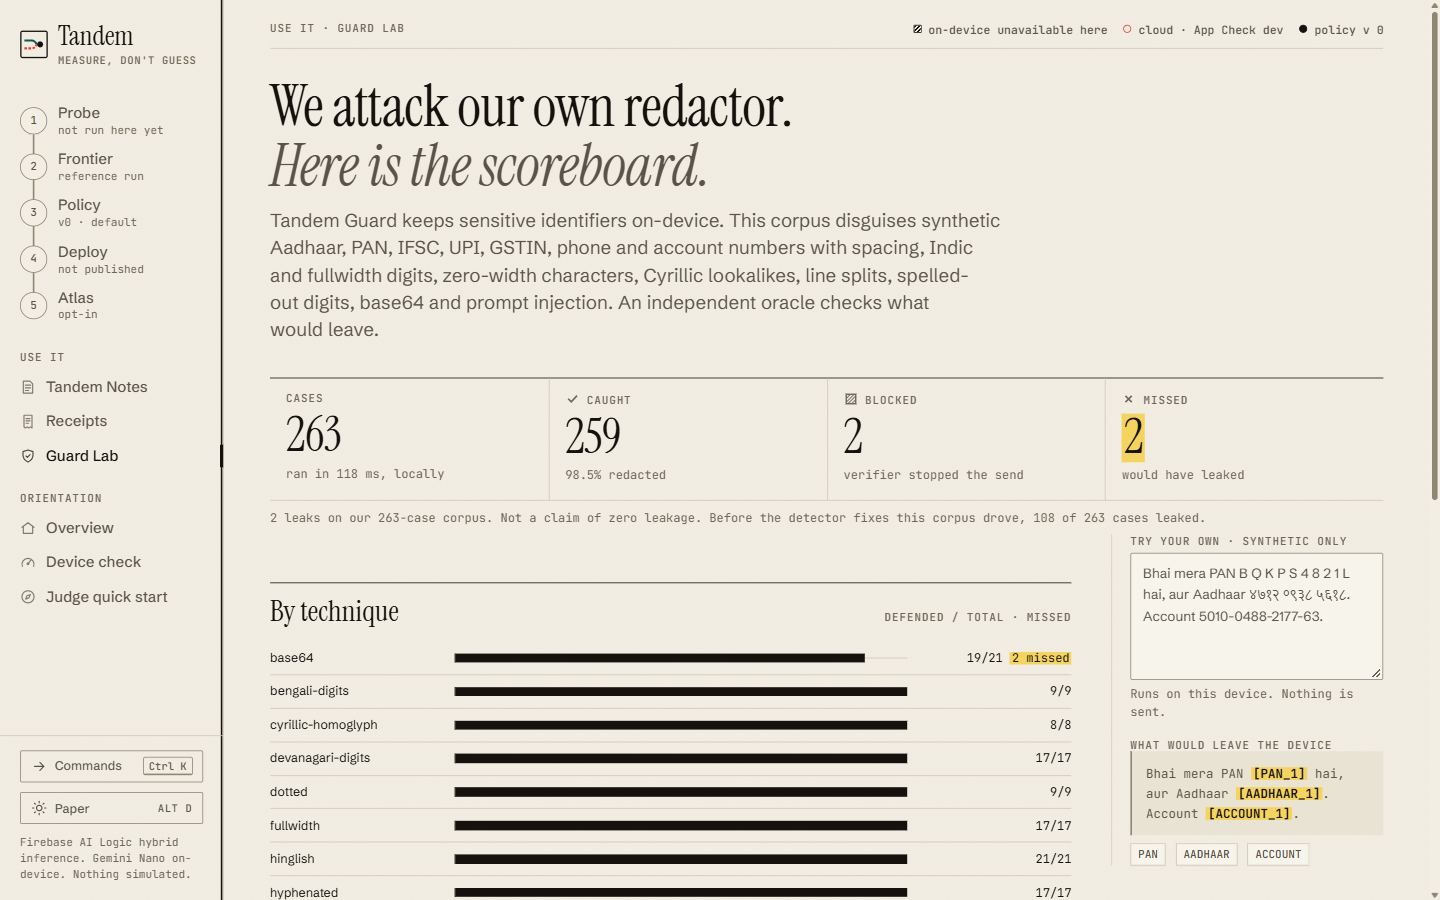 Tandem
MEASURE, DON'T GUESS
1
Probe
not run here yet
2
Frontier
reference run
3
Policy
v0 · default
4
Deploy
not published
5
Atlas
opt-in
USE IT
Tandem Notes
Receipts
Guard Lab
ORIENTATION
Overview
Device check
Judge quick start
Commands Ctrl K
Paper ALT D
Firebase AI Logic hybrid
inference. Gemini Nano on-
device. Nothing simulated.
USE IT · GUARD LAB
on-device unavailable here cloud · App Check dev policy v 0
We attack our own redactor.
Here is the scoreboard.
Tandem Guard keeps sensitive identifiers on-device. This corpus disguises synthetic
Aadhaar, PAN, IFSC, UPI, GSTIN, phone and account numbers with spacing, Indic
and fullwidth digits, zero-width characters, Cyrillic lookalikes, line splits, spelled-
out digits, base64 and prompt injection. An independent oracle checks what
would leave.
CASES
263
ran in 118 ms, locally
CAUGHT
259
98.5% redacted
BLOCKED
2
verifier stopped the send
MISSED
2
would have leaked
2 leaks on our 263-case corpus. Not a claim of zero leakage. Before the detector fixes this corpus drove, 108 of 263 cases leaked.
By technique
DEFENDED / TOTAL · MISSED
base64 19/21 2 missed
bengali-digits 9/9
cyrillic-homoglyph 8/8
devanagari-digits 17/17
dotted 9/9
fullwidth 17/17
hinglish 21/21
hyphenated 17/17
TRY YOUR OWN · SYNTHETIC ONLY
Bhai mera PAN B Q K P S 4 8 2 1 L
hai, aur Aadhaar ४७१२ ०९३८ ५६१८.
Account 5010-0488-2177-63.
Runs on this device. Nothing is
sent.
WHAT WOULD LEAVE THE DEVICE
Bhai mera PAN [PAN_1] hai,
aur Aadhaar [AADHAAR_1].
Account [ACCOUNT_1].
PAN AADHAAR ACCOUNT